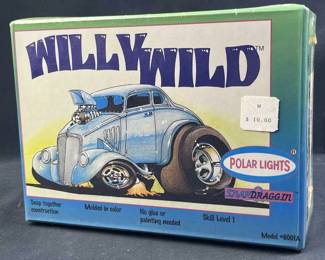 WILLY WILD™
M
$ 10.00
POLAR LIGHTS®
SNAPDRAGGIN
Snap together construction
Molded in color
No glue or painting needed
Skill Level 1
Model #6001A